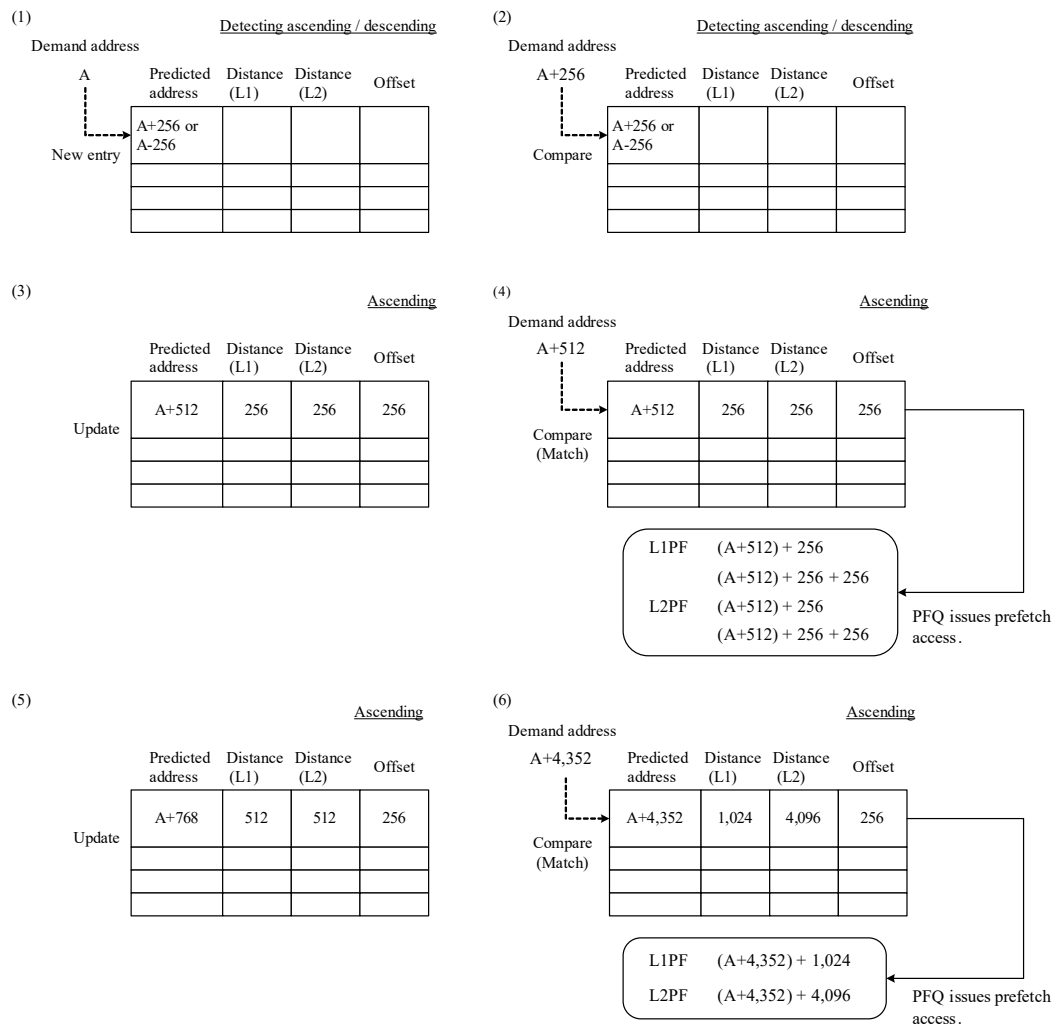 (1)
Detecting ascending / descending
Demand address
A
Predicted address
Distance (L1)
Distance (L2)
Offset
A+256 or
A-256
New entry
(2)
Detecting ascending / descending
Demand address
A+256
Predicted address
Distance (L1)
Distance (L2)
Offset
A+256 or
A-256
Compare
(3)
Ascending
Predicted address
Distance (L1)
Distance (L2)
Offset
Update
A+512 256 256 256
(4)
Ascending
Demand address
A+512
Predicted address
Distance (L1)
Distance (L2)
Offset
A+512 256 256 256
Compare
(Match)
L1PF (A+512) + 256
(A+512) + 256 + 256
L2PF (A+512) + 256
(A+512) + 256 + 256
PFQ issues prefetch
access.
(5)
Ascending
Predicted address
Distance (L1)
Distance (L2)
Offset
Update
A+768 512 512 256
(6)
Ascending
Demand address
A+4,352
Predicted address
Distance (L1)
Distance (L2)
Offset
A+4,352 1,024 4,096 256
Compare
(Match)
L1PF (A+4,352) + 1,024
L2PF (A+4,352) + 4,096
PFQ issues prefetch
access.